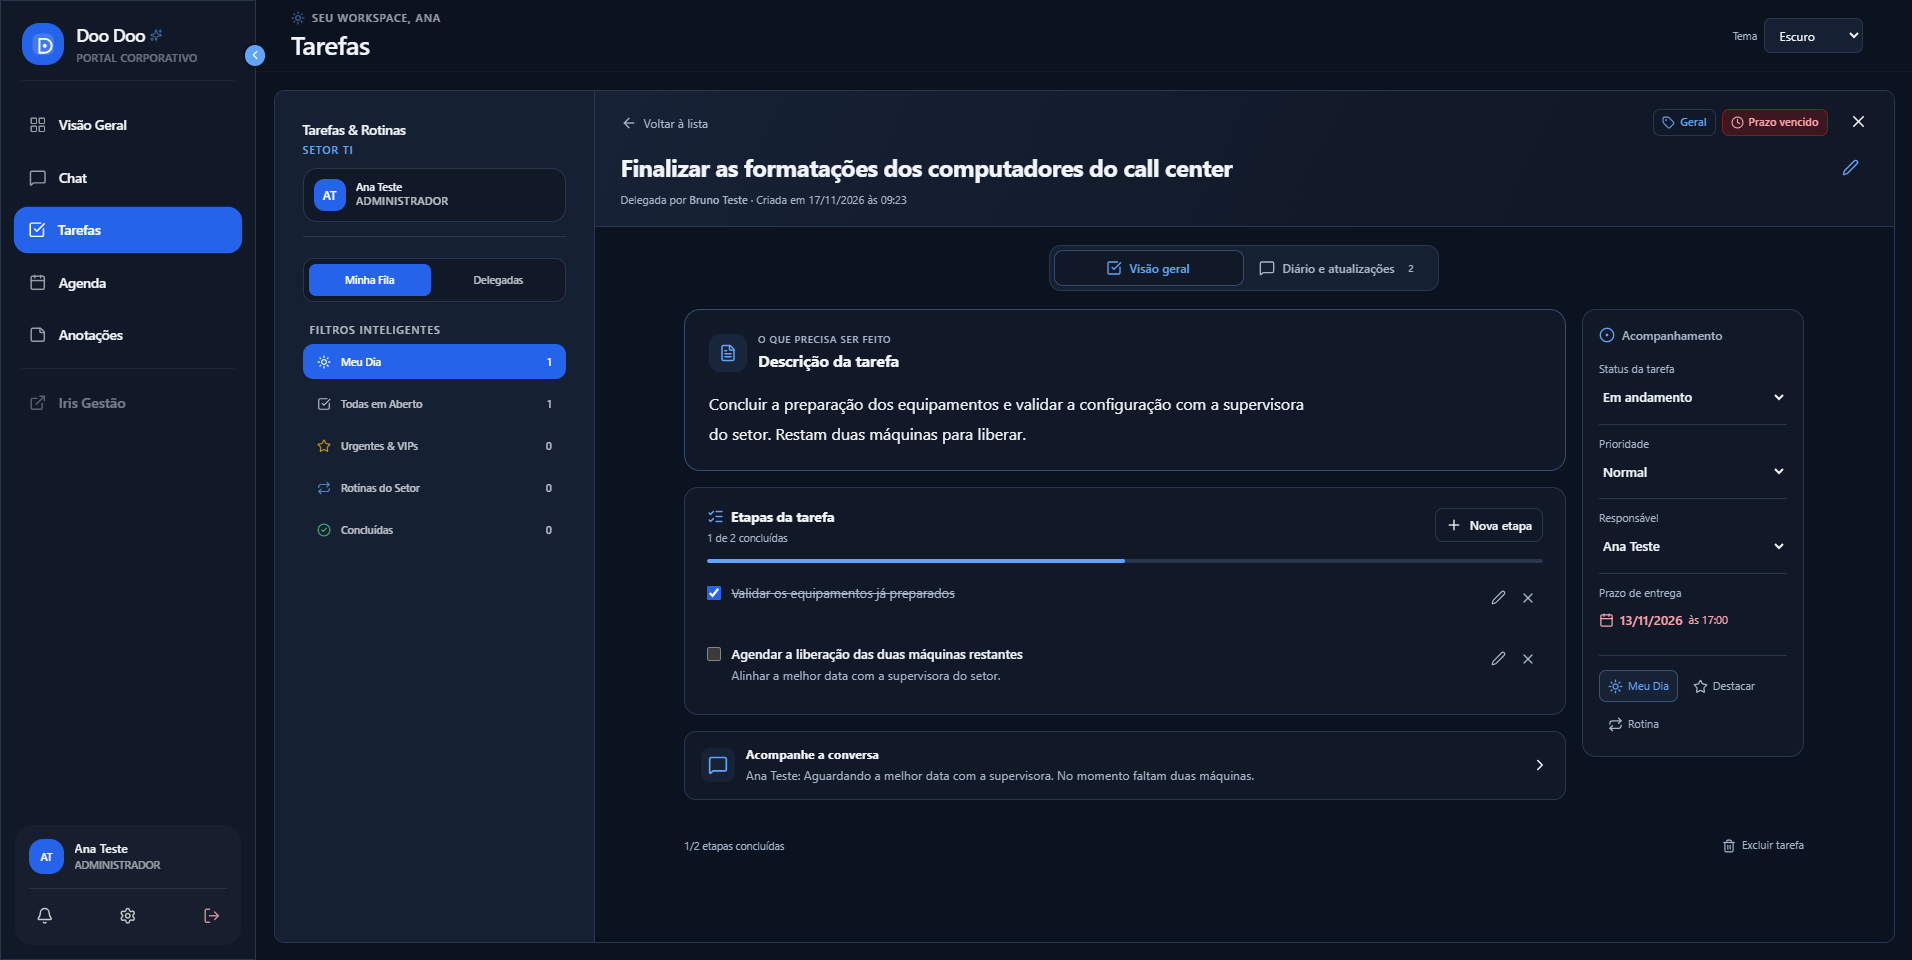 Doo Doo
PORTAL CORPORATIVO
Visão Geral
Chat
Tarefas
Agenda
Anotações
Iris Gestão
AT
Ana Teste
ADMINISTRADOR
SEU WORKSPACE, ANA
Tarefas
Tema
Escuro
Tarefas & Rotinas
SETOR TI
AT
Ana Teste
ADMINISTRADOR
Minha Fila
Delegadas
FILTROS INTELIGENTES
Meu Dia 1
Todas em Aberto 1
Urgentes & VIPs 0
Rotinas do Setor 0
Concluídas 0
Voltar à lista
Geral
Prazo vencido
Finalizar as formatações dos computadores do call center
Delegada por Bruno Teste · Criada em 17/11/2026 às 09:23
Visão geral
Diário e atualizações 2
O QUE PRECISA SER FEITO
Descrição da tarefa
Concluir a preparação dos equipamentos e validar a configuração com a supervisora
do setor. Restam duas máquinas para liberar.
Etapas da tarefa
1 de 2 concluídas
Nova etapa
Validar os equipamentos já preparados
Agendar a liberação das duas máquinas restantes
Alinhar a melhor data com a supervisora do setor.
Acompanhe a conversa
Ana Teste: Aguardando a melhor data com a supervisora. No momento faltam duas máquinas.
1/2 etapas concluídas
Excluir tarefa
Acompanhamento
Status da tarefa
Em andamento
Prioridade
Normal
Responsável
Ana Teste
Prazo de entrega
13/11/2026 às 17:00
Meu Dia
Destacar
Rotina